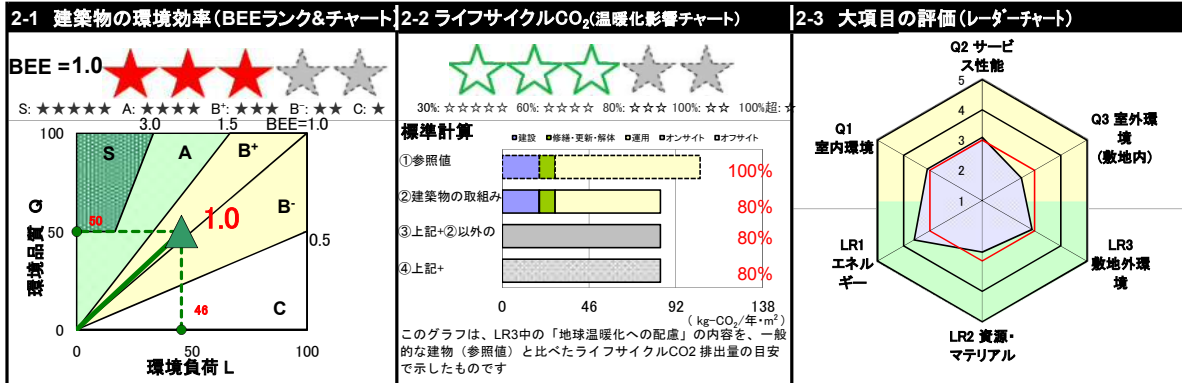 2-1 建築物の環境効率(BEEランク&チャート)
BEE =1.0
S: ★★★★★ A: ★★★★ B⁺: ★★★ B⁻: ★★ C: ★
3.0 1.5 BEE=1.0
100
S A B⁺
50
1.0
B⁻
50
0.5
環境品質 Q
46
C
0
0 50 100
環境負荷 L
2-2 ライフサイクルCO₂(温暖化影響チャート)
30%: ☆☆☆☆☆ 60%: ☆☆☆☆ 80%: ☆☆☆ 100%: ☆☆ 100%超: ☆
標準計算
■建設 ■修繕・更新・解体 □運用 ■オンサイト □オフサイト
①参照値 100%
②建築物の取組み 80%
③上記+②以外の 80%
④上記+ 80%
0 46 92 138
( kg-CO₂/年・m²)
このグラフは、LR3中の「地球温暖化への配慮」の内容を、一般
的な建物（参照値）と比べたライフサイクルCO2 排出量の目安
で示したものです
2-3 大項目の評価(レーダーチャート)
Q2 サービ
ス性能
5
4
3
2
1
Q1
室内環境
Q3 室外環
境
(敷地内)
LR1
エネル
ギー
LR3
敷地外環
境
LR2 資源・
マテリアル